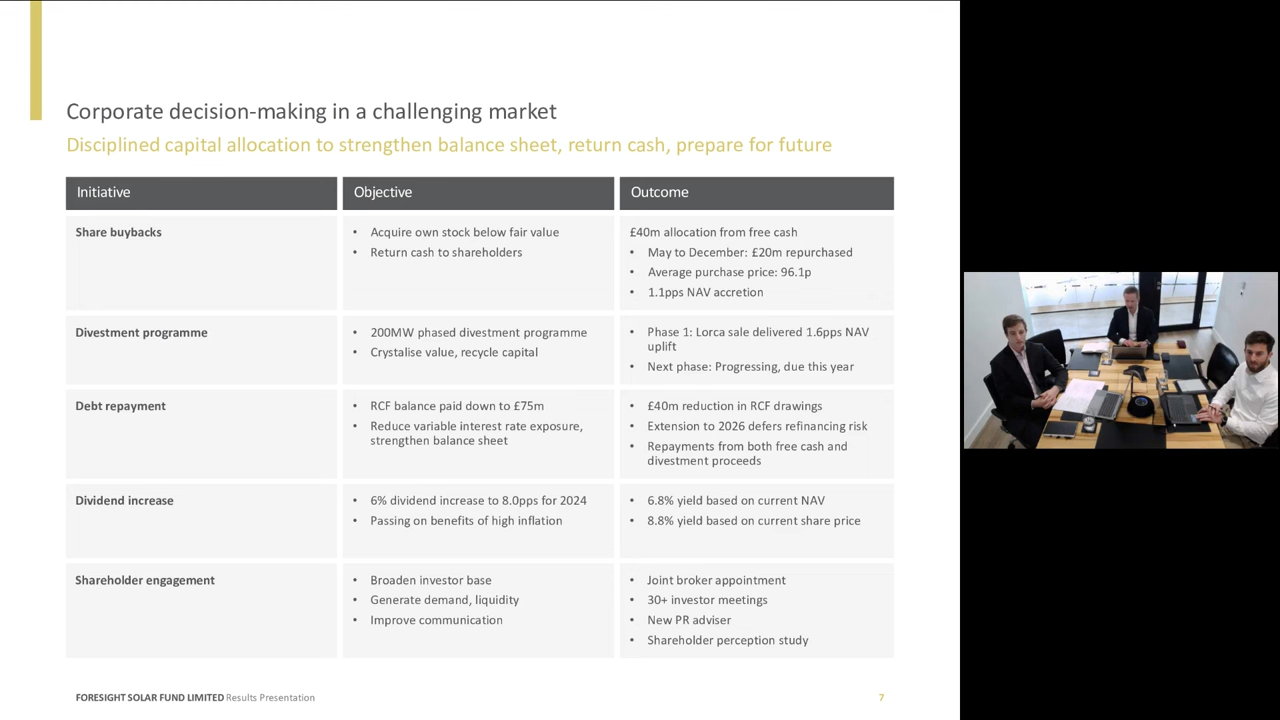 Corporate decision-making in a challenging market
Disciplined capital allocation to strengthen balance sheet, return cash, prepare for future
Initiative
Objective
Outcome
Share buybacks
• Acquire own stock below fair value
• Return cash to shareholders
£40m allocation from free cash
• May to December: £20m repurchased
• Average purchase price: 96.1p
• 1.1pps NAV accretion
Divestment programme
• 200MW phased divestment programme
• Crystalise value, recycle capital
• Phase 1: Lorca sale delivered 1.6pps NAV
uplift
• Next phase: Progressing, due this year
Debt repayment
• RCF balance paid down to £75m
• Reduce variable interest rate exposure,
strengthen balance sheet
• £40m reduction in RCF drawings
• Extension to 2026 defers refinancing risk
• Repayments from both free cash and
divestment proceeds
Dividend increase
• 6% dividend increase to 8.0pps for 2024
• Passing on benefits of high inflation
• 6.8% yield based on current NAV
• 8.8% yield based on current share price
Shareholder engagement
• Broaden investor base
• Generate demand, liquidity
• Improve communication
• Joint broker appointment
• 30+ investor meetings
• New PR adviser
• Shareholder perception study
FORESIGHT SOLAR FUND LIMITED Results Presentation
7